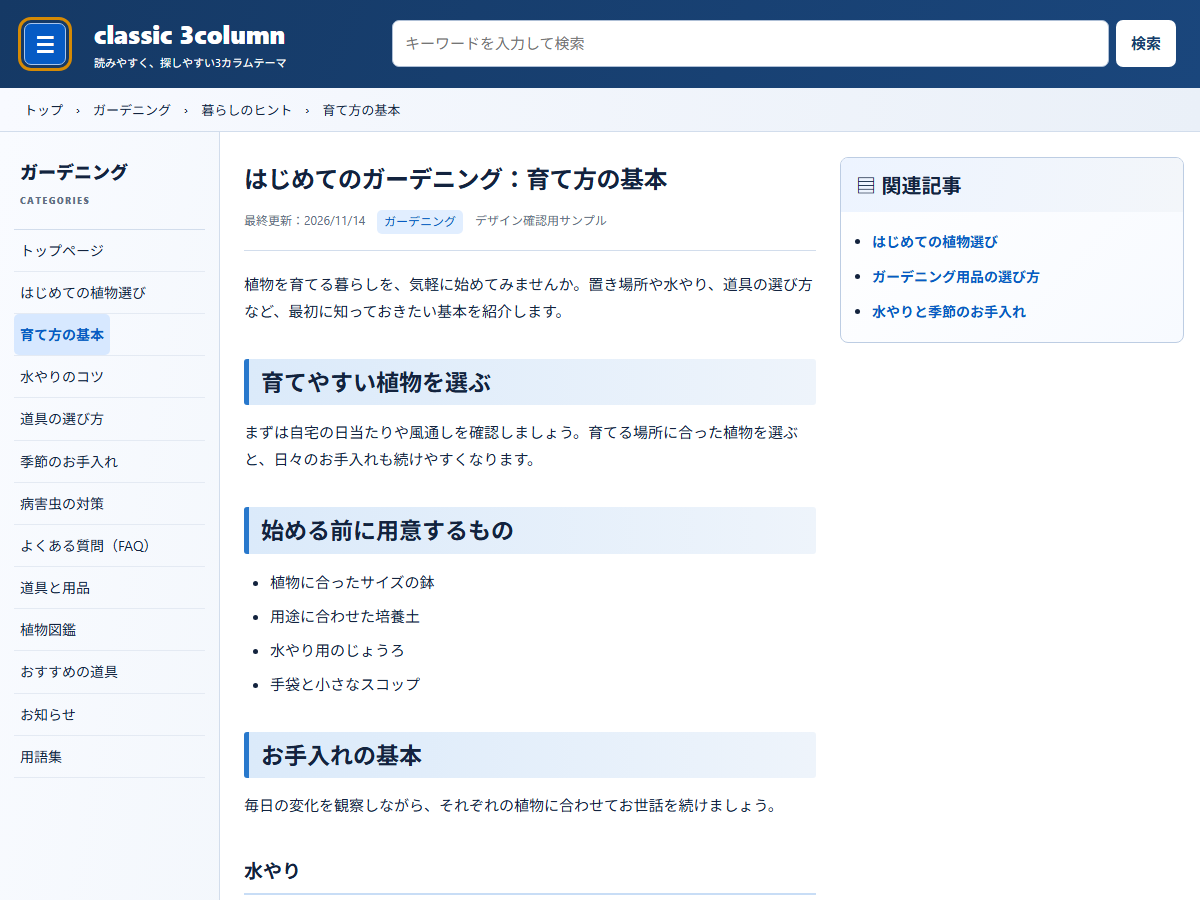 classic 3column
読みやすく、探しやすい3カラムテーマ
キーワードを入力して検索
検索
トップ › ガーデニング › 暮らしのヒント › 育て方の基本
ガーデニング
CATEGORIES
トップページ
はじめての植物選び
育て方の基本
水やりのコツ
道具の選び方
季節のお手入れ
病害虫の対策
よくある質問（FAQ）
道具と用品
植物図鑑
おすすめの道具
お知らせ
用語集
はじめてのガーデニング：育て方の基本
最終更新：2026/11/14 ガーデニング デザイン確認用サンプル
植物を育てる暮らしを、気軽に始めてみませんか。置き場所や水やり、道具の選び方
など、最初に知っておきたい基本を紹介します。
育てやすい植物を選ぶ
まずは自宅の日当たりや風通しを確認しましょう。育てる場所に合った植物を選ぶ
と、日々のお手入れも続けやすくなります。
始める前に用意するもの
• 植物に合ったサイズの鉢
• 用途に合わせた培養土
• 水やり用のじょうろ
• 手袋と小さなスコップ
お手入れの基本
毎日の変化を観察しながら、それぞれの植物に合わせてお世話を続けましょう。
水やり
関連記事
• はじめての植物選び
• ガーデニング用品の選び方
• 水やりと季節のお手入れ